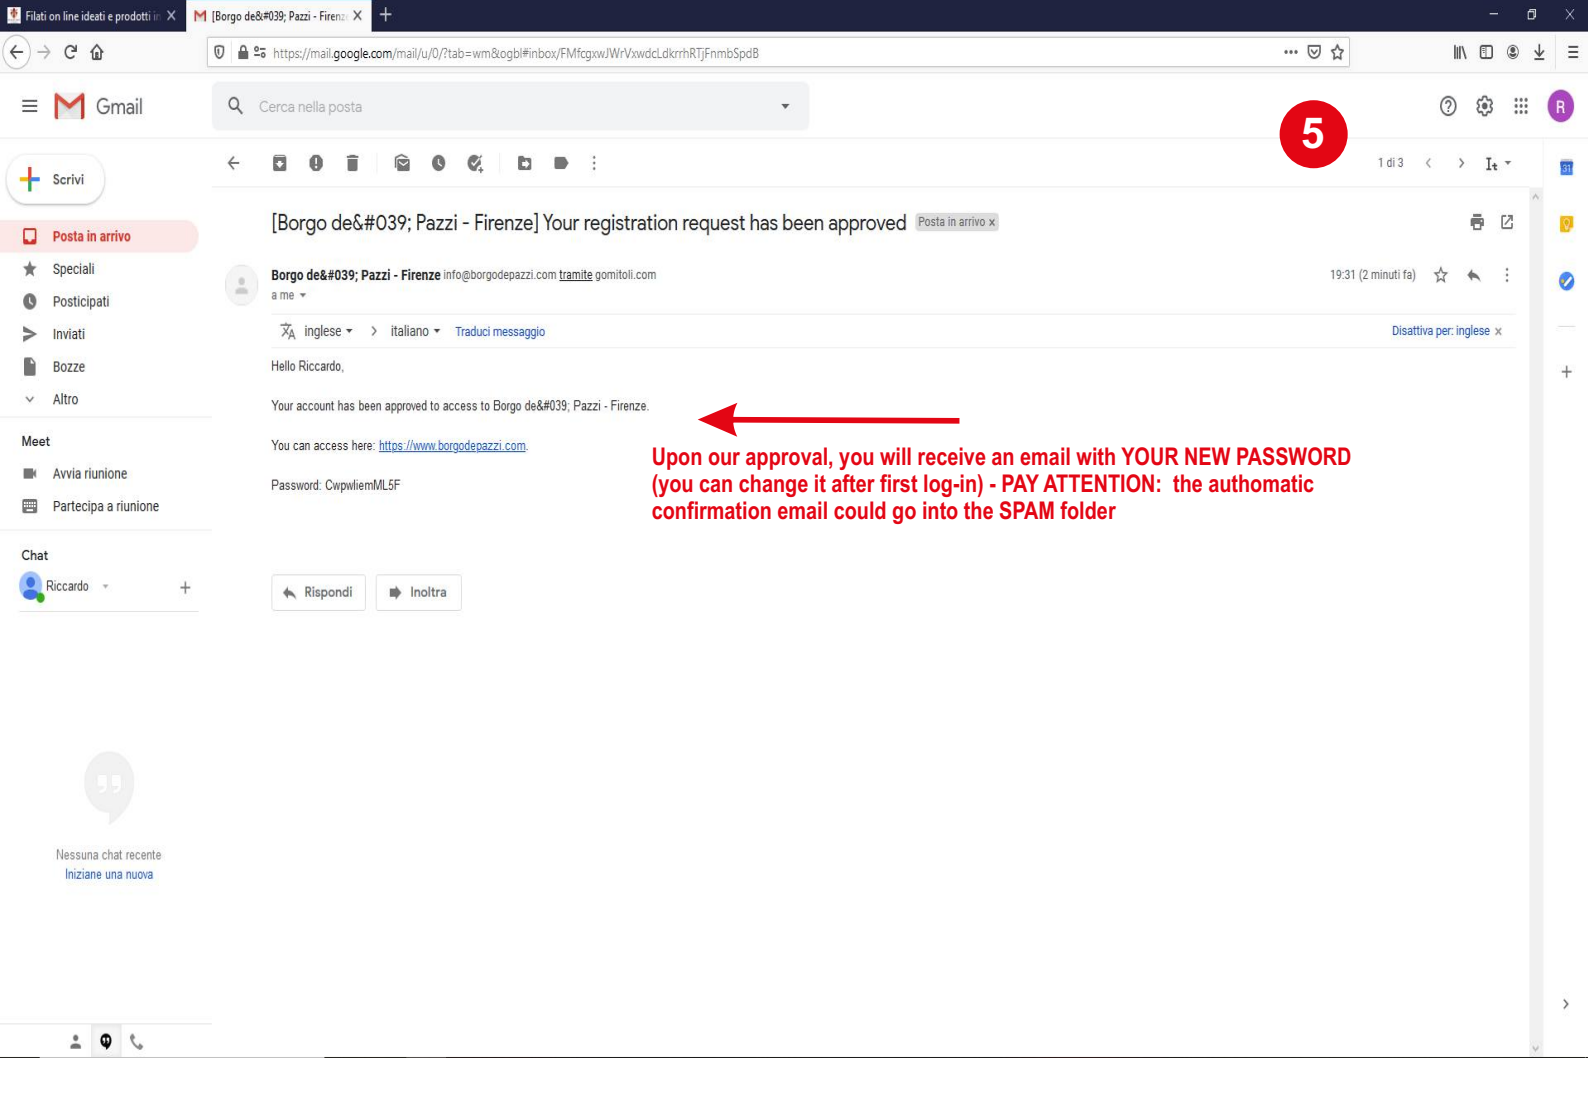 Filati on line ideati e prodotti in
[Borgo de&#039; Pazzi - Firenze
https://mail.google.com/mail/u/0/?tab=wm&ogbl#inbox/FMfcgxwJWrVxwdcLdkrrhRTjFnmbSpdB
Gmail
Cerca nella posta
R
5
Scrivi
1 di 3
31
[Borgo de&#039; Pazzi - Firenze] Your registration request has been approved Posta in arrivo x
Posta in arrivo
Speciali
Borgo de&#039; Pazzi - Firenze info@borgodepazzi.com tramite gomitoli.com
19:31 (2 minuti fa)
a me
Posticipati
Inviati
inglese > italiano Traduci messaggio
Disattiva per: inglese x
Bozze
Hello Riccardo,
Altro
Your account has been approved to access to Borgo de&#039; Pazzi - Firenze.
Meet
You can access here: https://www.borgodepazzi.com.
Upon our approval, you will receive an email with YOUR NEW PASSWORD
(you can change it after first log-in) - PAY ATTENTION: the authomatic
confirmation email could go into the SPAM folder
Avvia riunione
Password: CwpwliemML5F
Partecipa a riunione
Chat
Riccardo
Rispondi
Inoltra
Nessuna chat recente
Iniziane una nuova